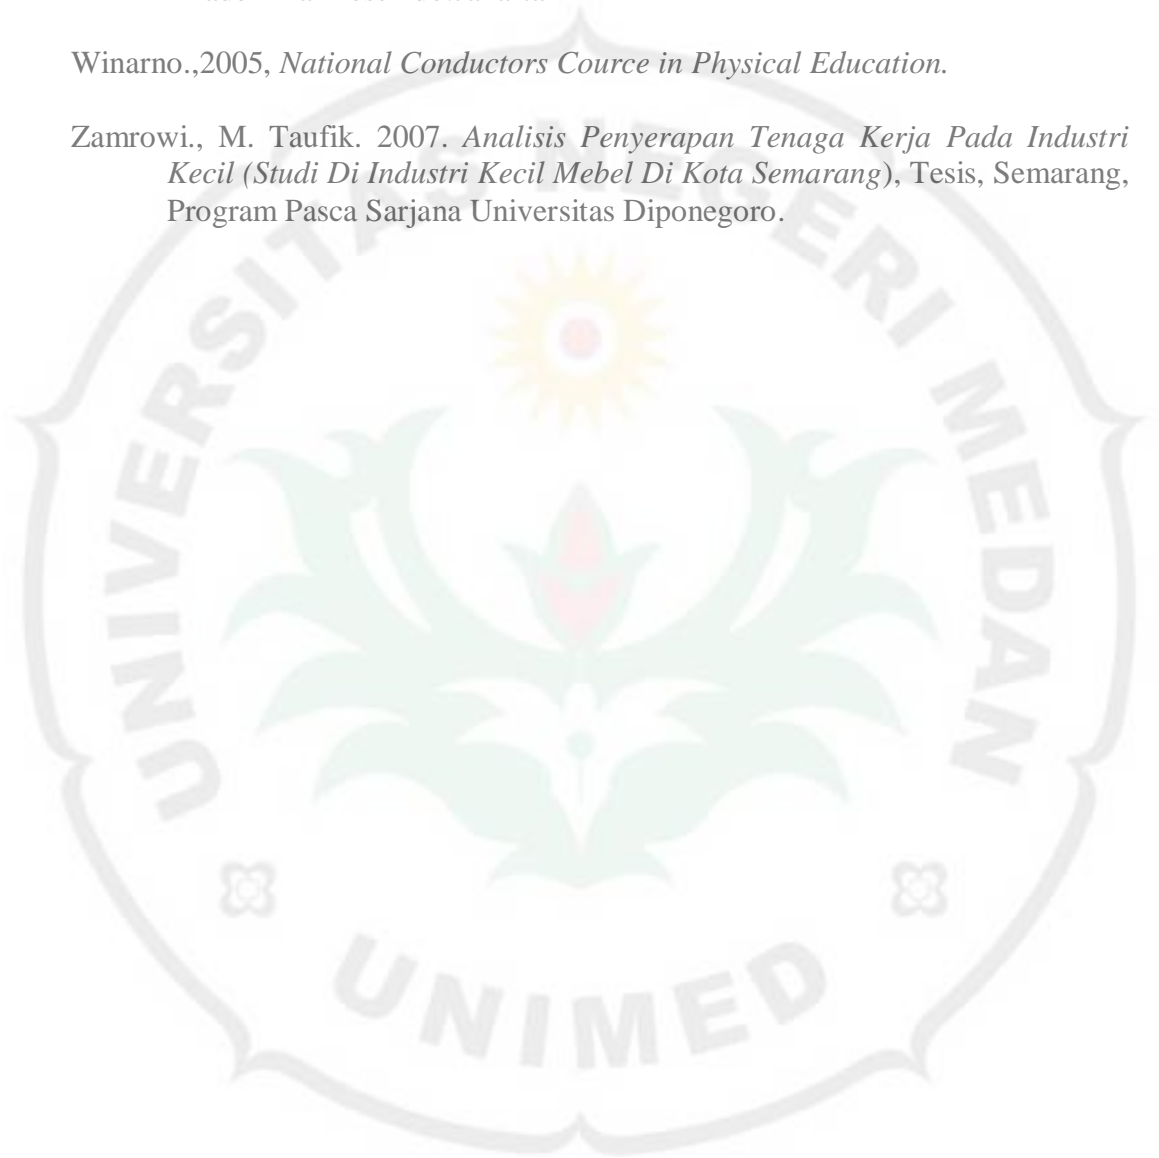 Winarno.,2005, National Conductors Cource in Physical Education.
Zamrowi., M. Taufik. 2007. Analisis Penyerapan Tenaga Kerja Pada Industri
Kecil (Studi Di Industri Kecil Mebel Di Kota Semarang), Tesis, Semarang,
Program Pasca Sarjana Universitas Diponegoro.
UNIVERSITAS NEGERI MEDAN
UNIMED